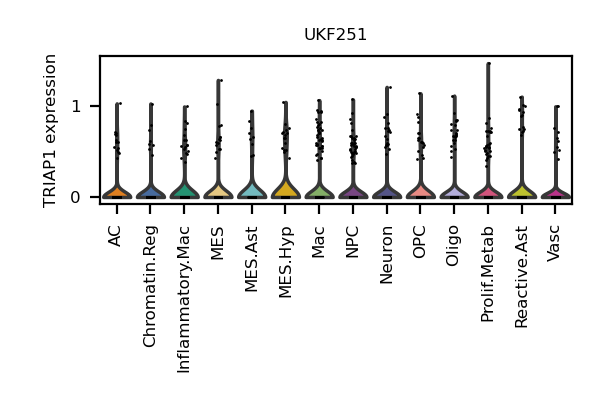 UKF251
TRIAP1 expression
1
0
AC
Chromatin.Reg
Inflammatory.Mac
MES
MES.Ast
MES.Hyp
Mac
NPC
Neuron
OPC
Oligo
Prolif.Metab
Reactive.Ast
Vasc